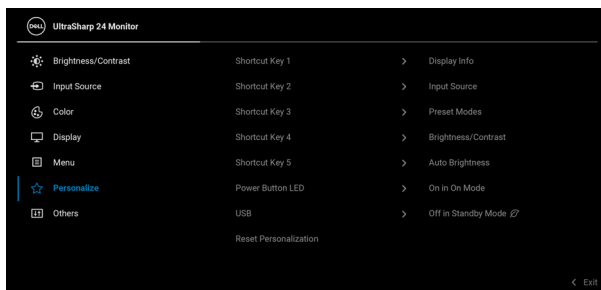 DELL UltraSharp 24 Monitor
Brightness/Contrast Shortcut Key 1 > Display Info
Input Source Shortcut Key 2 > Input Source
Color Shortcut Key 3 > Preset Modes
Display Shortcut Key 4 > Brightness/Contrast
Menu Shortcut Key 5 > Auto Brightness
Personalize Power Button LED > On in On Mode
Others USB > Off in Standby Mode
Reset Personalization
< Exit